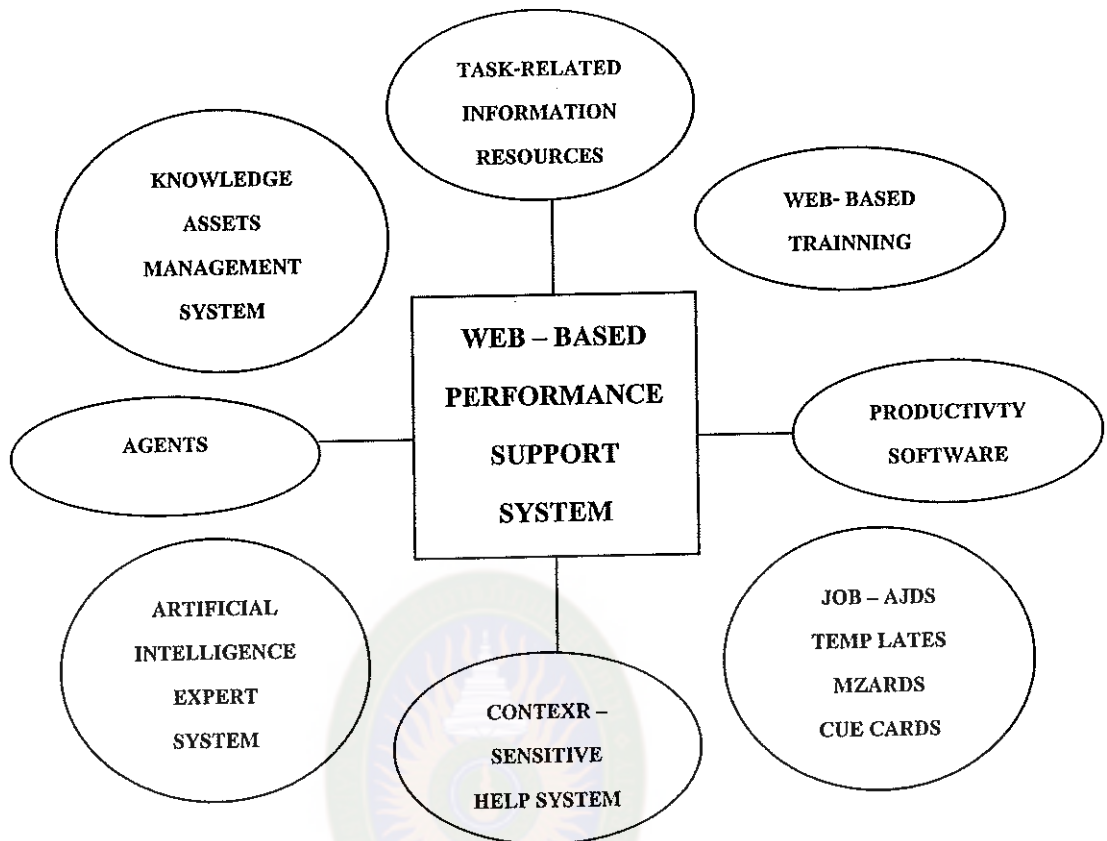 TASK-RELATED
INFORMATION
RESOURCES
KNOWLEDGE
ASSETS
MANAGEMENT
SYSTEM
WEB- BASED
TRAINNING
WEB – BASED
PERFORMANCE
SUPPORT
SYSTEM
AGENTS
PRODUCTIVTY
SOFTWARE
ARTIFICIAL
INTELLIGENCE
EXPERT
SYSTEM
CONTEXR –
SENSITIVE
HELP SYSTEM
JOB – AJDS
TEMP LATES
MZARDS
CUE CARDS